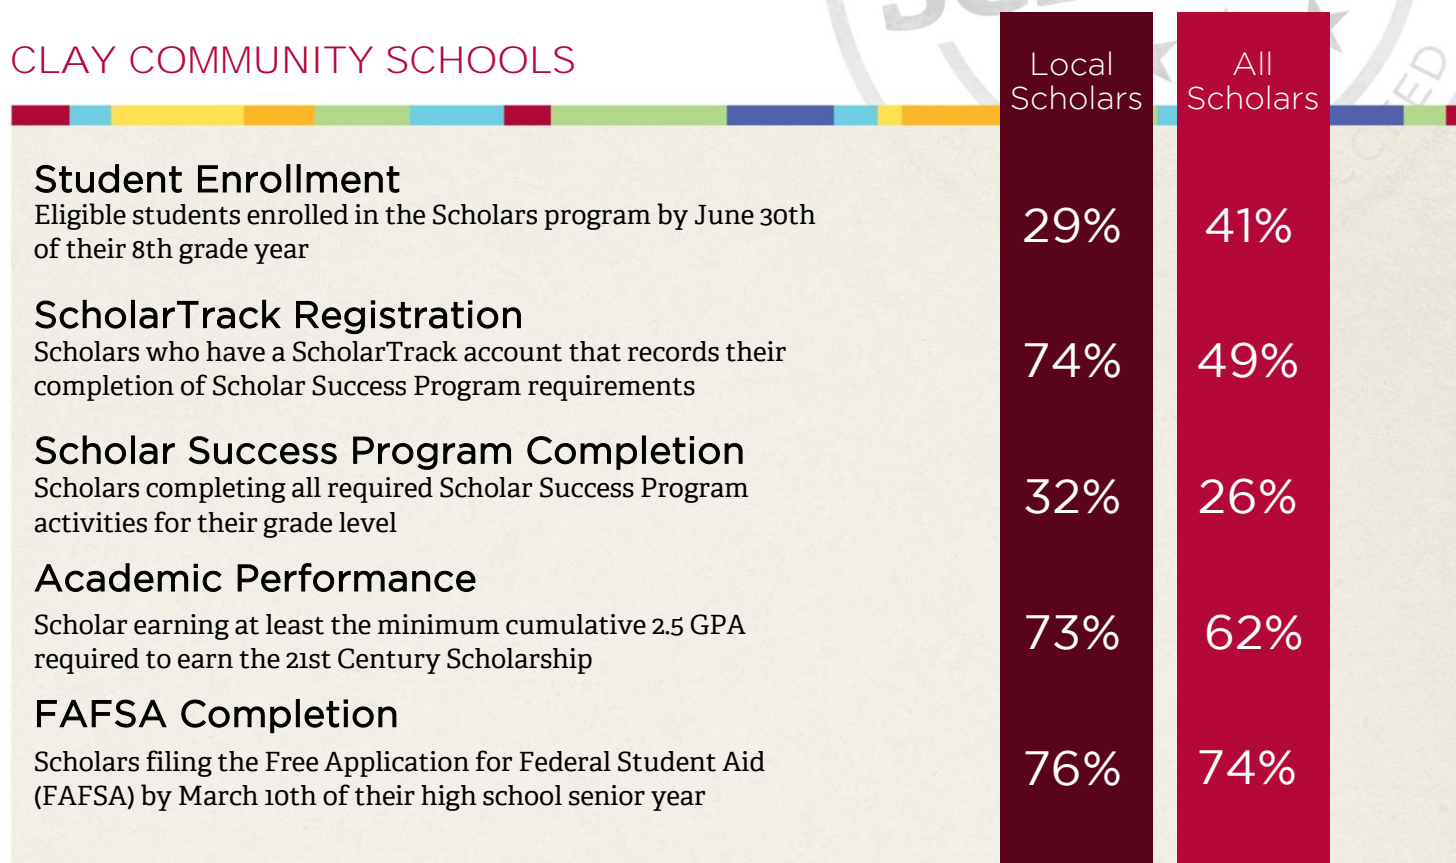 CLAY COMMUNITY SCHOOLS
Local
Scholars
All
Scholars
Student Enrollment
Eligible students enrolled in the Scholars program by June 30th
of their 8th grade year
29%
41%
ScholarTrack Registration
Scholars who have a ScholarTrack account that records their
completion of Scholar Success Program requirements
74%
49%
Scholar Success Program Completion
Scholars completing all required Scholar Success Program
activities for their grade level
32%
26%
Academic Performance
Scholar earning at least the minimum cumulative 2.5 GPA
required to earn the 21st Century Scholarship
73%
62%
FAFSA Completion
Scholars filing the Free Application for Federal Student Aid
(FAFSA) by March 10th of their high school senior year
76%
74%